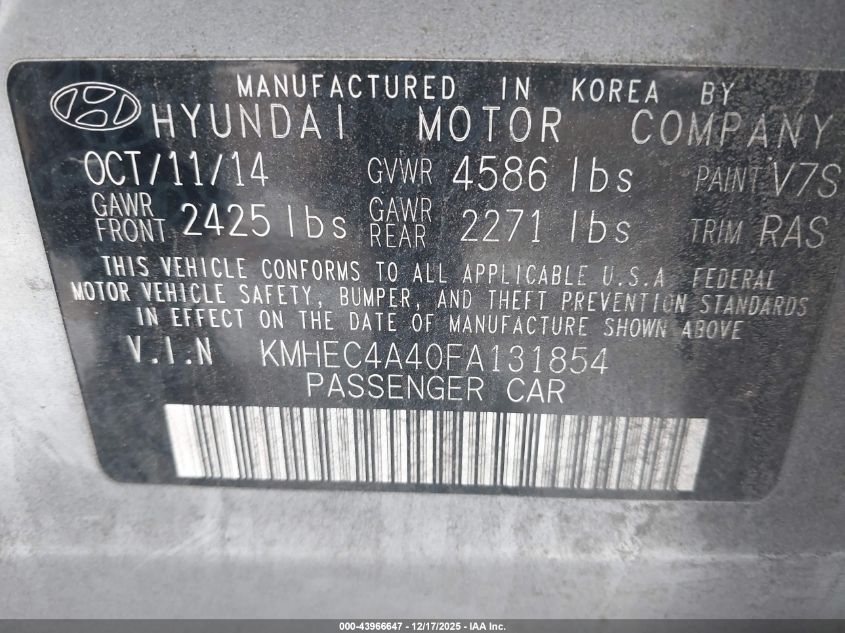 MANUFACTURED IN KOREA BY
HYUNDAI MOTOR COMPANY
OCT/11/14 GVWR 4586 lbs PAINT V7S
GAWR FRONT 2425 lbs GAWR REAR 2271 lbs TRIM RAS
THIS VEHICLE CONFORMS TO ALL APPLICABLE U.S.A FEDERAL
MOTOR VEHICLE SAFETY, BUMPER, AND THEFT PREVENTION STANDARDS
IN EFFECT ON THE DATE OF MANUFACTURE SHOWN ABOVE
V.I.N KMHEC4A40FA131854
PASSENGER CAR
000-43966647 - 12/17/2025 - IAA Inc.